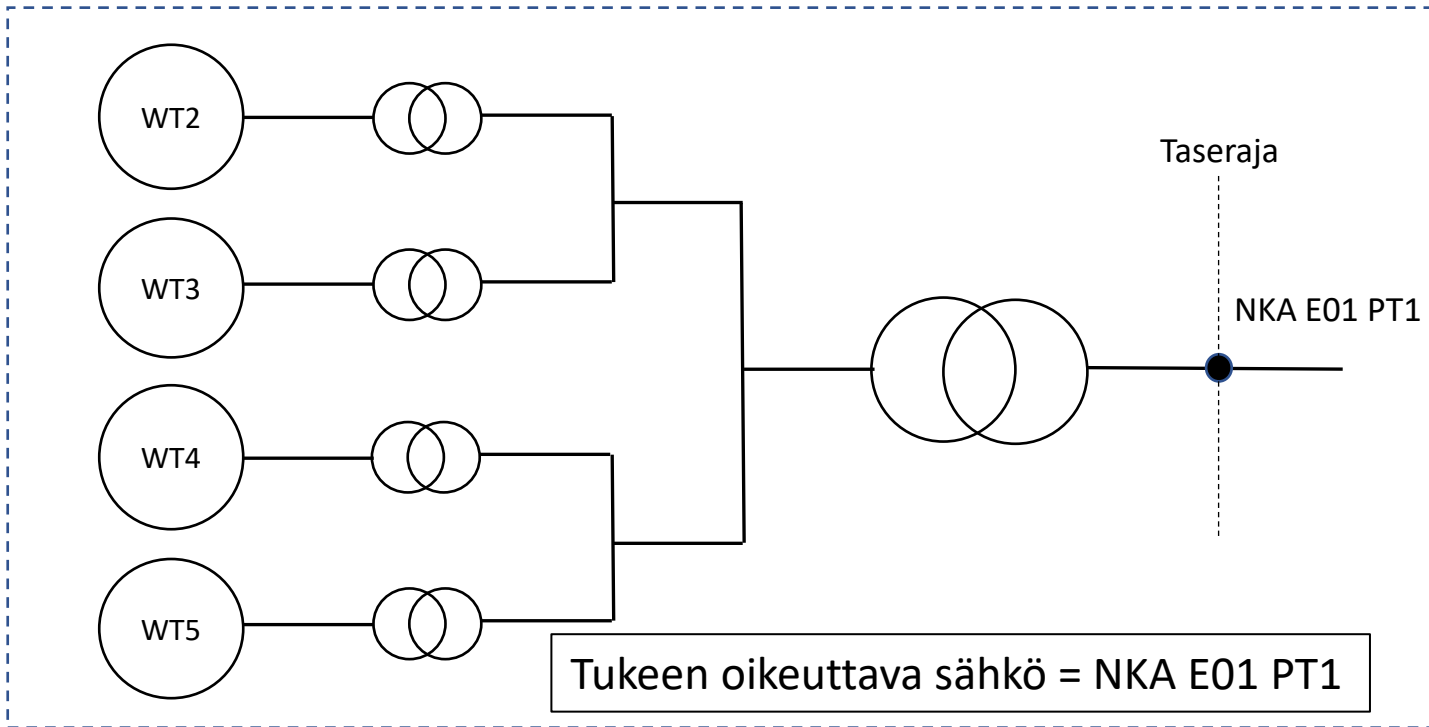 WT2
Taseraja
WT3
NKA E01 PT1
WT4
WT5
Tukeen oikeuttava sähkö = NKA E01 PT1